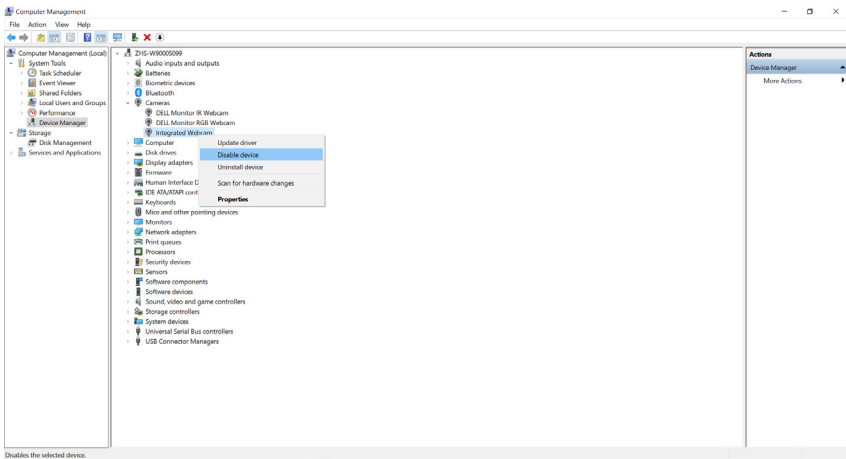 Computer Management
File Action View Help
Computer Management (Local)
System Tools
Task Scheduler
Event Viewer
Shared Folders
Local Users and Groups
Performance
Device Manager
Storage
Disk Management
Services and Applications
ZHS-W90005099
Audio inputs and outputs
Batteries
Biometric devices
Bluetooth
Cameras
DELL Monitor IR Webcam
DELL Monitor RGB Webcam
Integrated Webcam
Computer
Disk drives
Display adapters
Firmware
Human Interface D
IDE ATA/ATAPI cont
Keyboards
Mice and other pointing devices
Monitors
Network adapters
Print queues
Processors
Security devices
Sensors
Software components
Software devices
Sound, video and game controllers
Storage controllers
System devices
Universal Serial Bus controllers
USB Connector Managers
Update driver
Disable device
Uninstall device
Scan for hardware changes
Properties
Actions
Device Manager
More Actions
Disables the selected device.